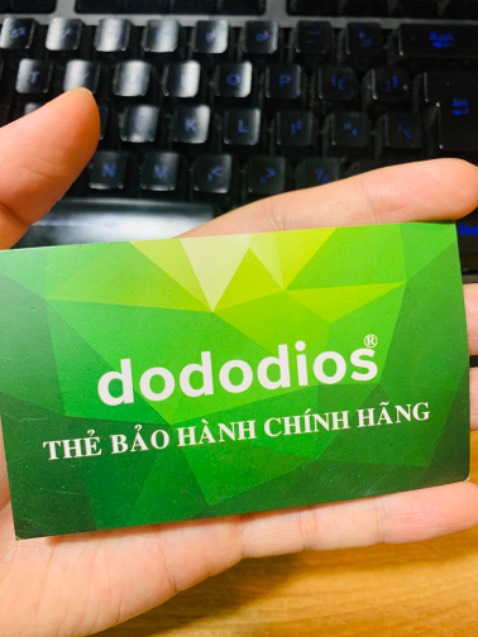 T Y U I O P
K L
N M
dododios®
THẺ BẢO HÀNH CHÍNH HÃNG